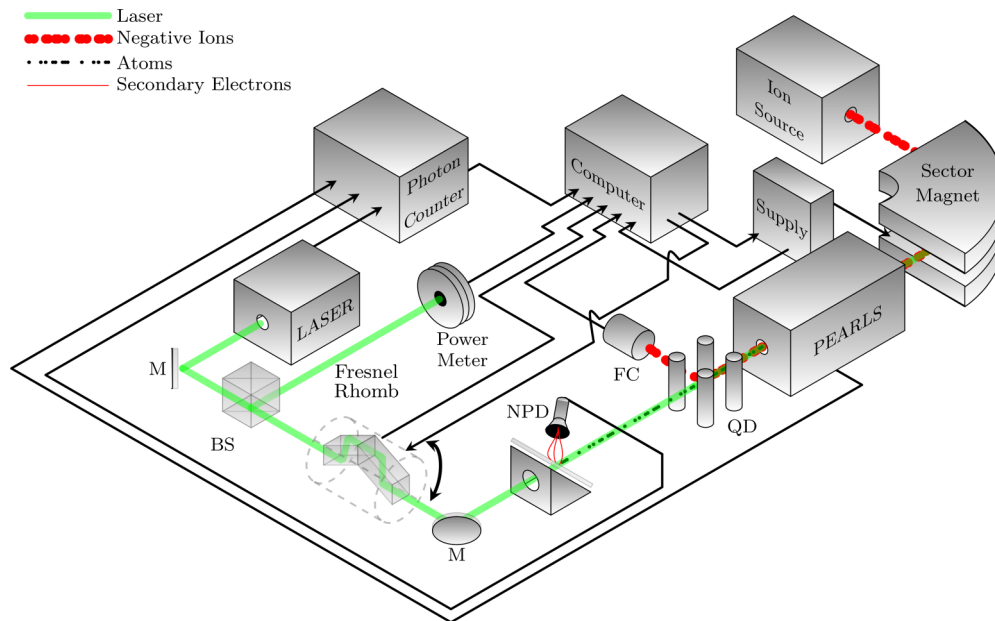 Laser
Negative Ions
Atoms
Secondary Electrons
Ion
Source
Sector
Magnet
Photon
Counter
Computer
Supply
LASER
PEARLS
Power
Meter
M
Fresnel
Rhomb
FC
NPD
QD
BS
M